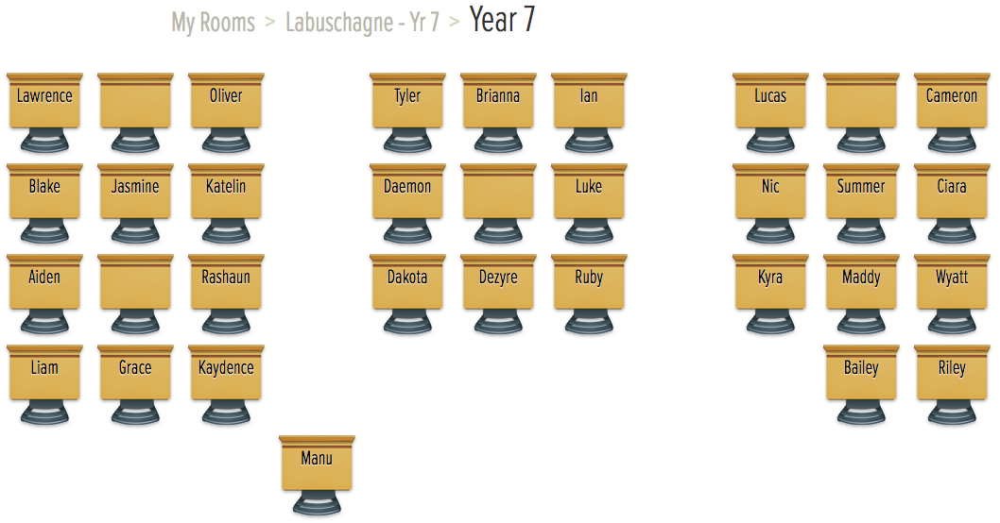 My Rooms > Labuschagne - Yr 7 > Year 7
Lawrence Oliver Tyler Brianna Ian Lucas Cameron
Blake Jasmine Katelin Daemon Luke Nic Summer Ciara
Aiden Rashaun Dakota Dezyre Ruby Kyra Maddy Wyatt
Liam Grace Kaydence Bailey Riley
Manu